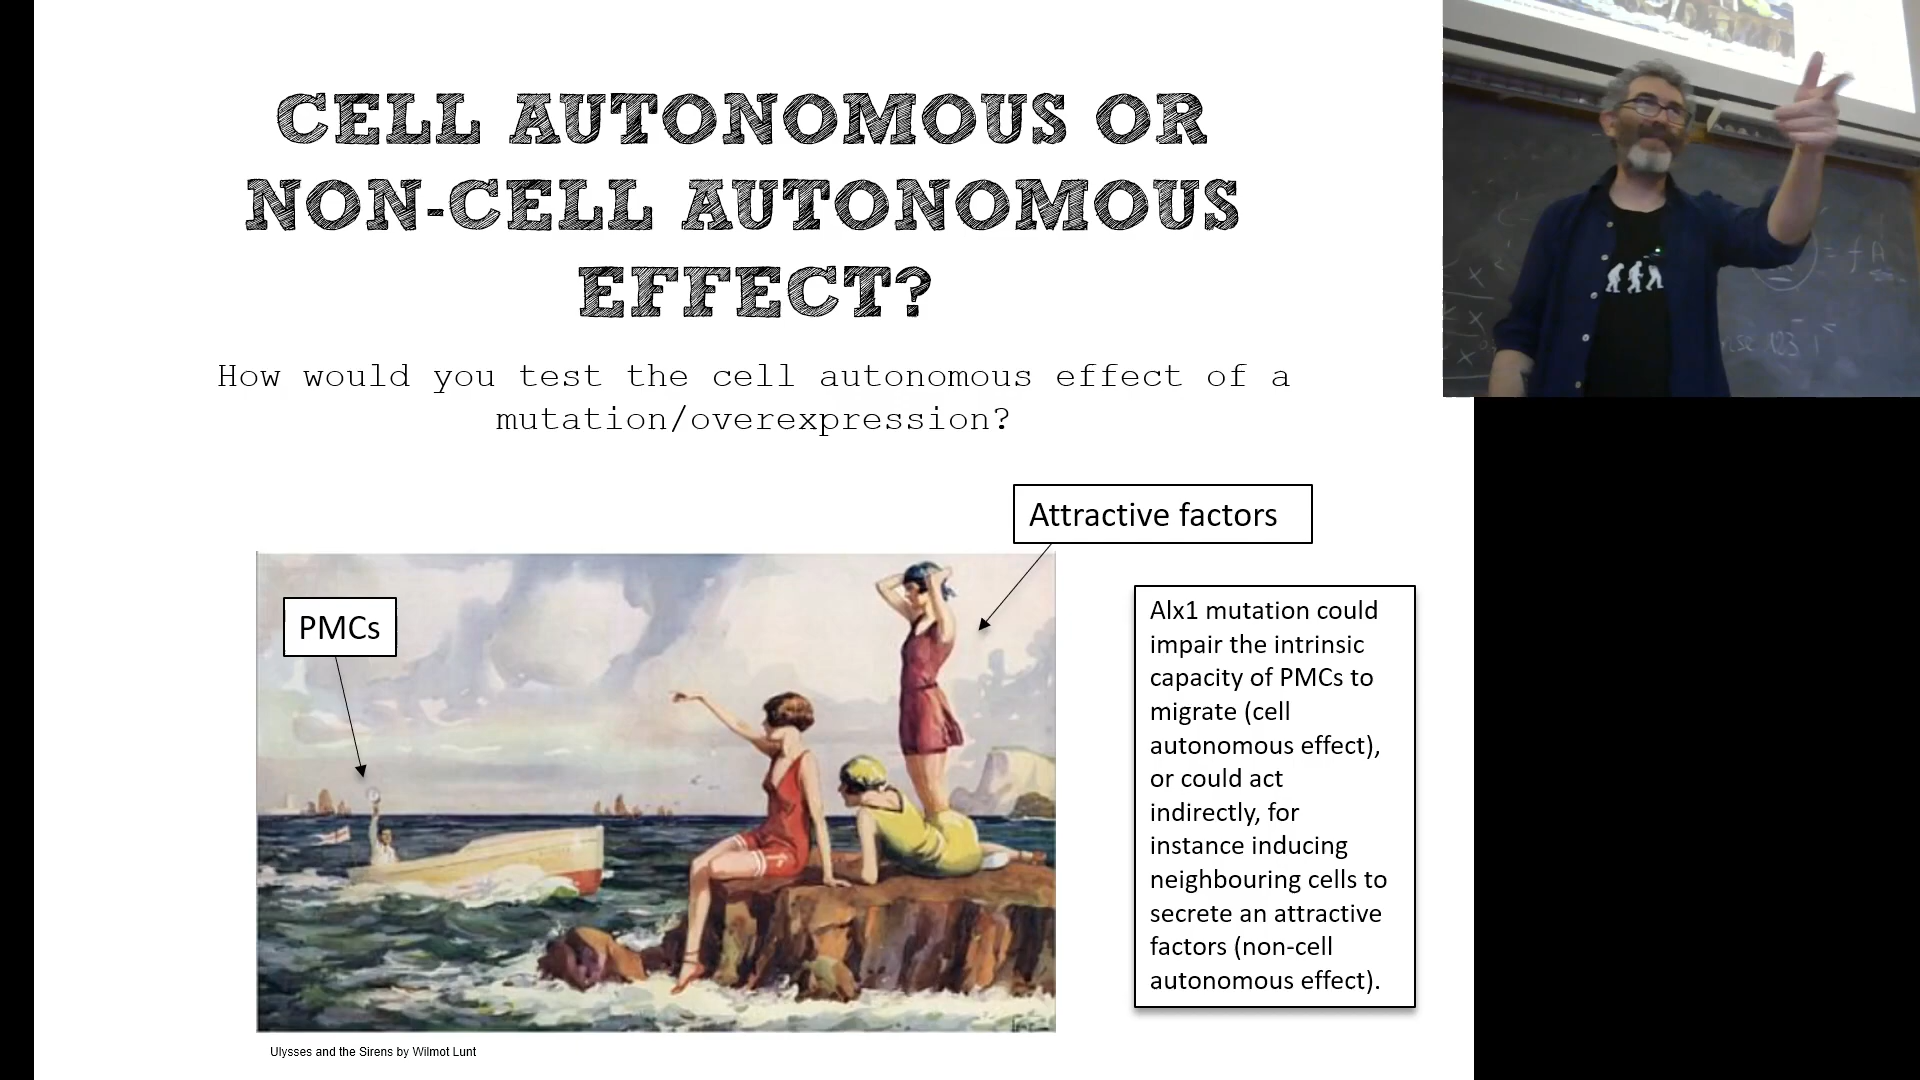 CELL AUTONOMOUS OR
NON-CELL AUTONOMOUS
EFFECT?
How would you test the cell autonomous effect of a
mutation/overexpression?
Attractive factors
PMCs
Alx1 mutation could
impair the intrinsic
capacity of PMCs to
migrate (cell
autonomous effect),
or could act
indirectly, for
instance inducing
neighbouring cells to
secrete an attractive
factors (non-cell
autonomous effect).
Ulysses and the Sirens by Wilmot Lunt